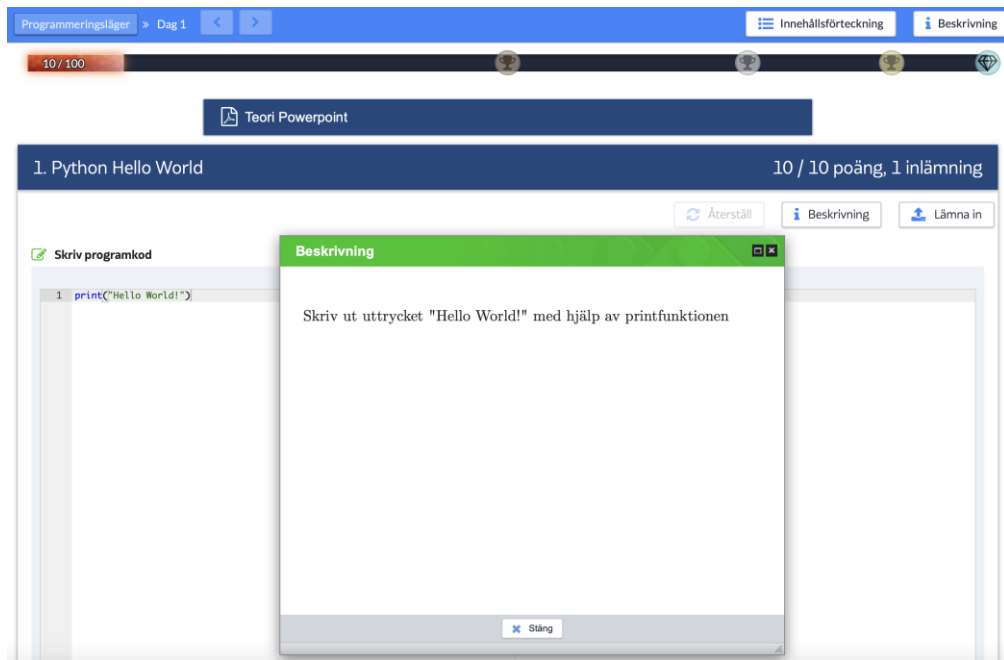 Programmeringsläger » Dag 1 < > Innehållsförteckning i Beskrivning
10/100
Teori Powerpoint
1. Python Hello World 10 / 10 poäng, 1 inlämning
Återställ i Beskrivning Lämna in
Skriv programkod
Beskrivning
1 print("Hello World!")
Skriv ut uttrycket "Hello World!" med hjälp av printfunktionen
Stäng